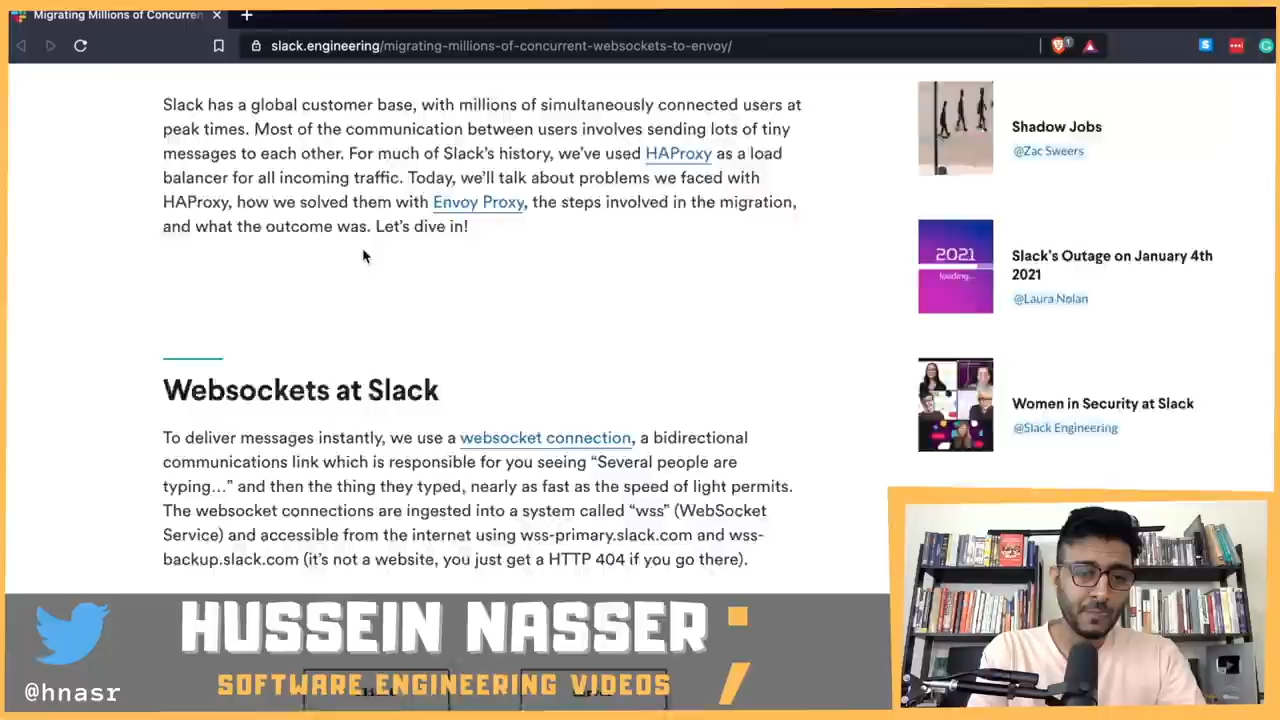 Migrating Millions of Concurren
slack.engineering/migrating-millions-of-concurrent-websockets-to-envoy/
Slack has a global customer base, with millions of simultaneously connected users at
peak times. Most of the communication between users involves sending lots of tiny
messages to each other. For much of Slack's history, we've used HAProxy as a load
balancer for all incoming traffic. Today, we'll talk about problems we faced with
HAProxy, how we solved them with Envoy Proxy, the steps involved in the migration,
and what the outcome was. Let's dive in!
Websockets at Slack
To deliver messages instantly, we use a websocket connection, a bidirectional
communications link which is responsible for you seeing “Several people are
typing…” and then the thing they typed, nearly as fast as the speed of light permits.
The websocket connections are ingested into a system called “wss” (WebSocket
Service) and accessible from the internet using wss-primary.slack.com and wss-
backup.slack.com (it's not a website, you just get a HTTP 404 if you go there).
Shadow Jobs
@Zac Sweers
2021
loading...
Slack's Outage on January 4th
2021
@Laura Nolan
Women in Security at Slack
@Slack Engineering
HUSSEIN NASSER ;
SOFTWARE ENGINEERING VIDEOS
@hnasr